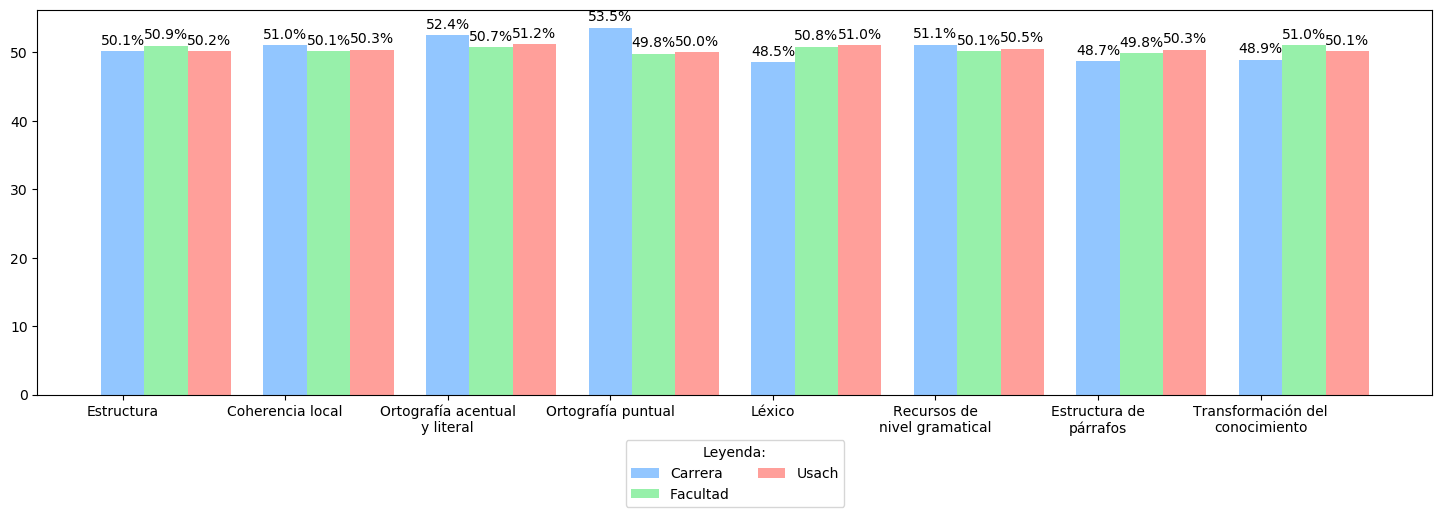 53.5%
52.4%
50.1% 50.9% 50.2% 51.0% 50.1% 50.3% 50.7% 51.2% 49.8% 50.0% 48.5% 50.8% 51.0% 51.1% 50.1% 50.5% 48.7% 49.8% 50.3% 48.9% 51.0% 50.1%
50
40
30
20
10
0
Estructura
Coherencia local
Ortografía acentual
y literal
Ortografía puntual
Léxico
Recursos de
nivel gramatical
Estructura de
párrafos
Transformación del
conocimiento
Leyenda:
Carrera
Facultad
Usach